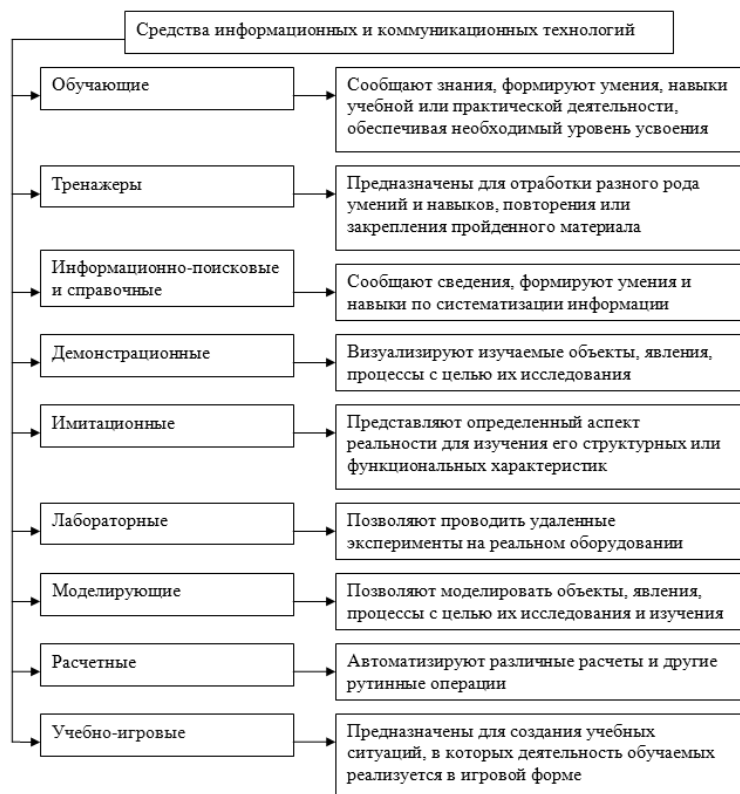 Средства информационных и коммуникационных технологий
Обучающие
Сообщают знания, формируют умения, навыки
учебной или практической деятельности,
обеспечивая необходимый уровень усвоения
Тренажеры
Предназначены для отработки разного рода
умений и навыков, повторения или
закрепления пройденного материала
Информационно-поисковые
и справочные
Сообщают сведения, формируют умения и
навыки по систематизации информации
Демонстрационные
Визуализируют изучаемые объекты, явления,
процессы с целью их исследования
Имитационные
Представляют определенный аспект
реальности для изучения его структурных или
функциональных характеристик
Лабораторные
Позволяют проводить удаленные
эксперименты на реальном оборудовании
Моделирующие
Позволяют моделировать объекты, явления,
процессы с целью их исследования и изучения
Расчетные
Автоматизируют различные расчеты и другие
рутинные операции
Учебно-игровые
Предназначены для создания учебных
ситуаций, в которых деятельность обучаемых
реализуется в игровой форме